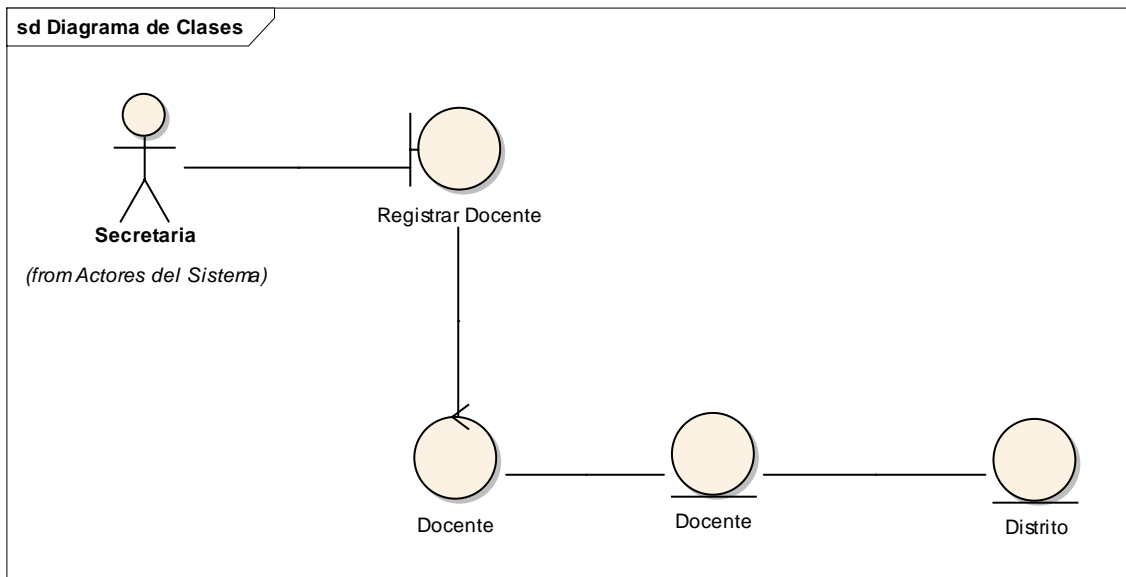 sd Diagrama de Clases
Registrar Docente
Secretaria
(from Actores del Sistema)
Docente
Docente
Distrito